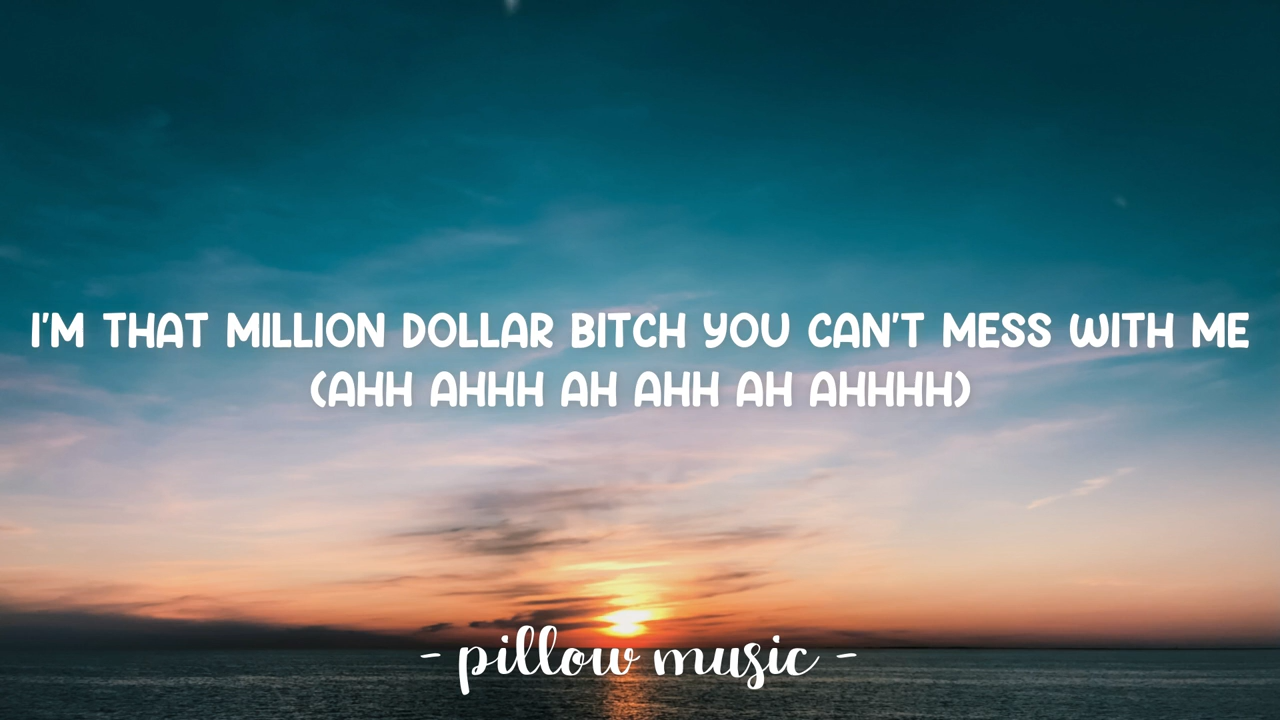 I'M THAT MILLION DOLLAR BITCH YOU CAN'T MESS WITH ME
(AHH AHHH AH AHH AH AHHHH)
- pillow music -